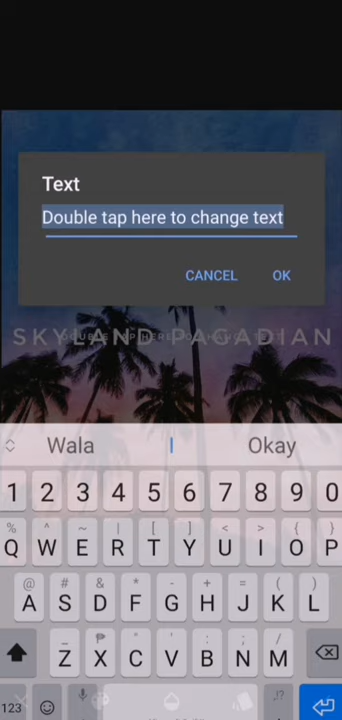 Text
Double tap here to change text
CANCEL OK
SKYLAND PAGADIAN
Wala I Okay
1 2 3 4 5 6 7 8 9 0
% ^ ~ | [ ] < > { }
Q W E R T Y U I O P
@ # & * - + = ( )
A S D F G H J K L
_ ₱ " ' : ; /
Z X C V B N M
123 ,!?